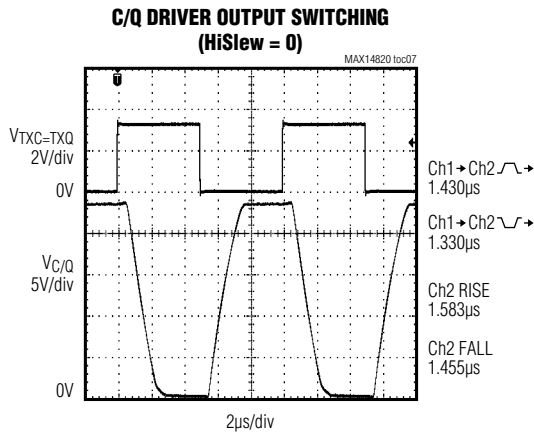 C/Q DRIVER OUTPUT SWITCHING
(HiSlew = 0)
MAX14820 toc07
VTXC=TXQ
2V/div
0V
VC/Q
5V/div
0V
Ch1→Ch2
1.430µs
Ch1→Ch2
1.330µs
Ch2 RISE
1.583µs
Ch2 FALL
1.455µs
2µs/div